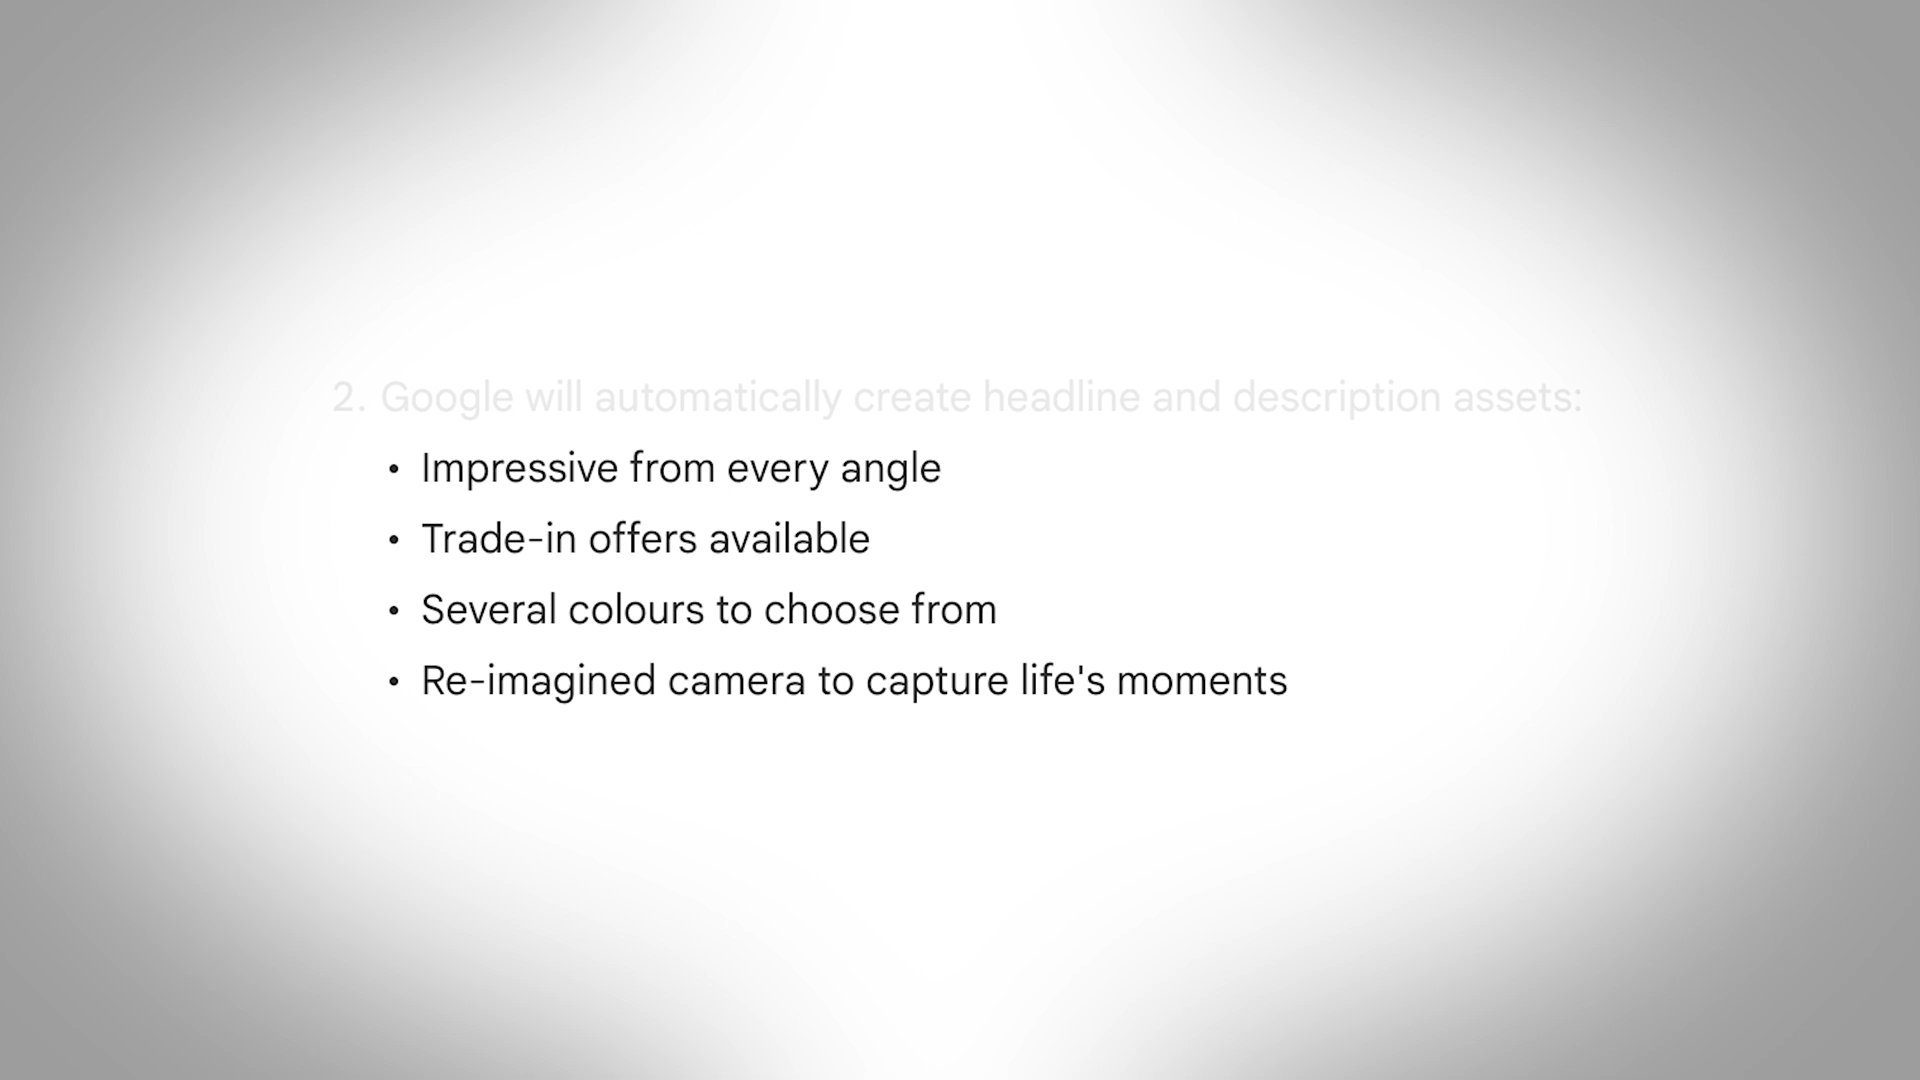 2. Google will automatically create headline and description assets:
• Impressive from every angle
• Trade-in offers available
• Several colours to choose from
• Re-imagined camera to capture life's moments